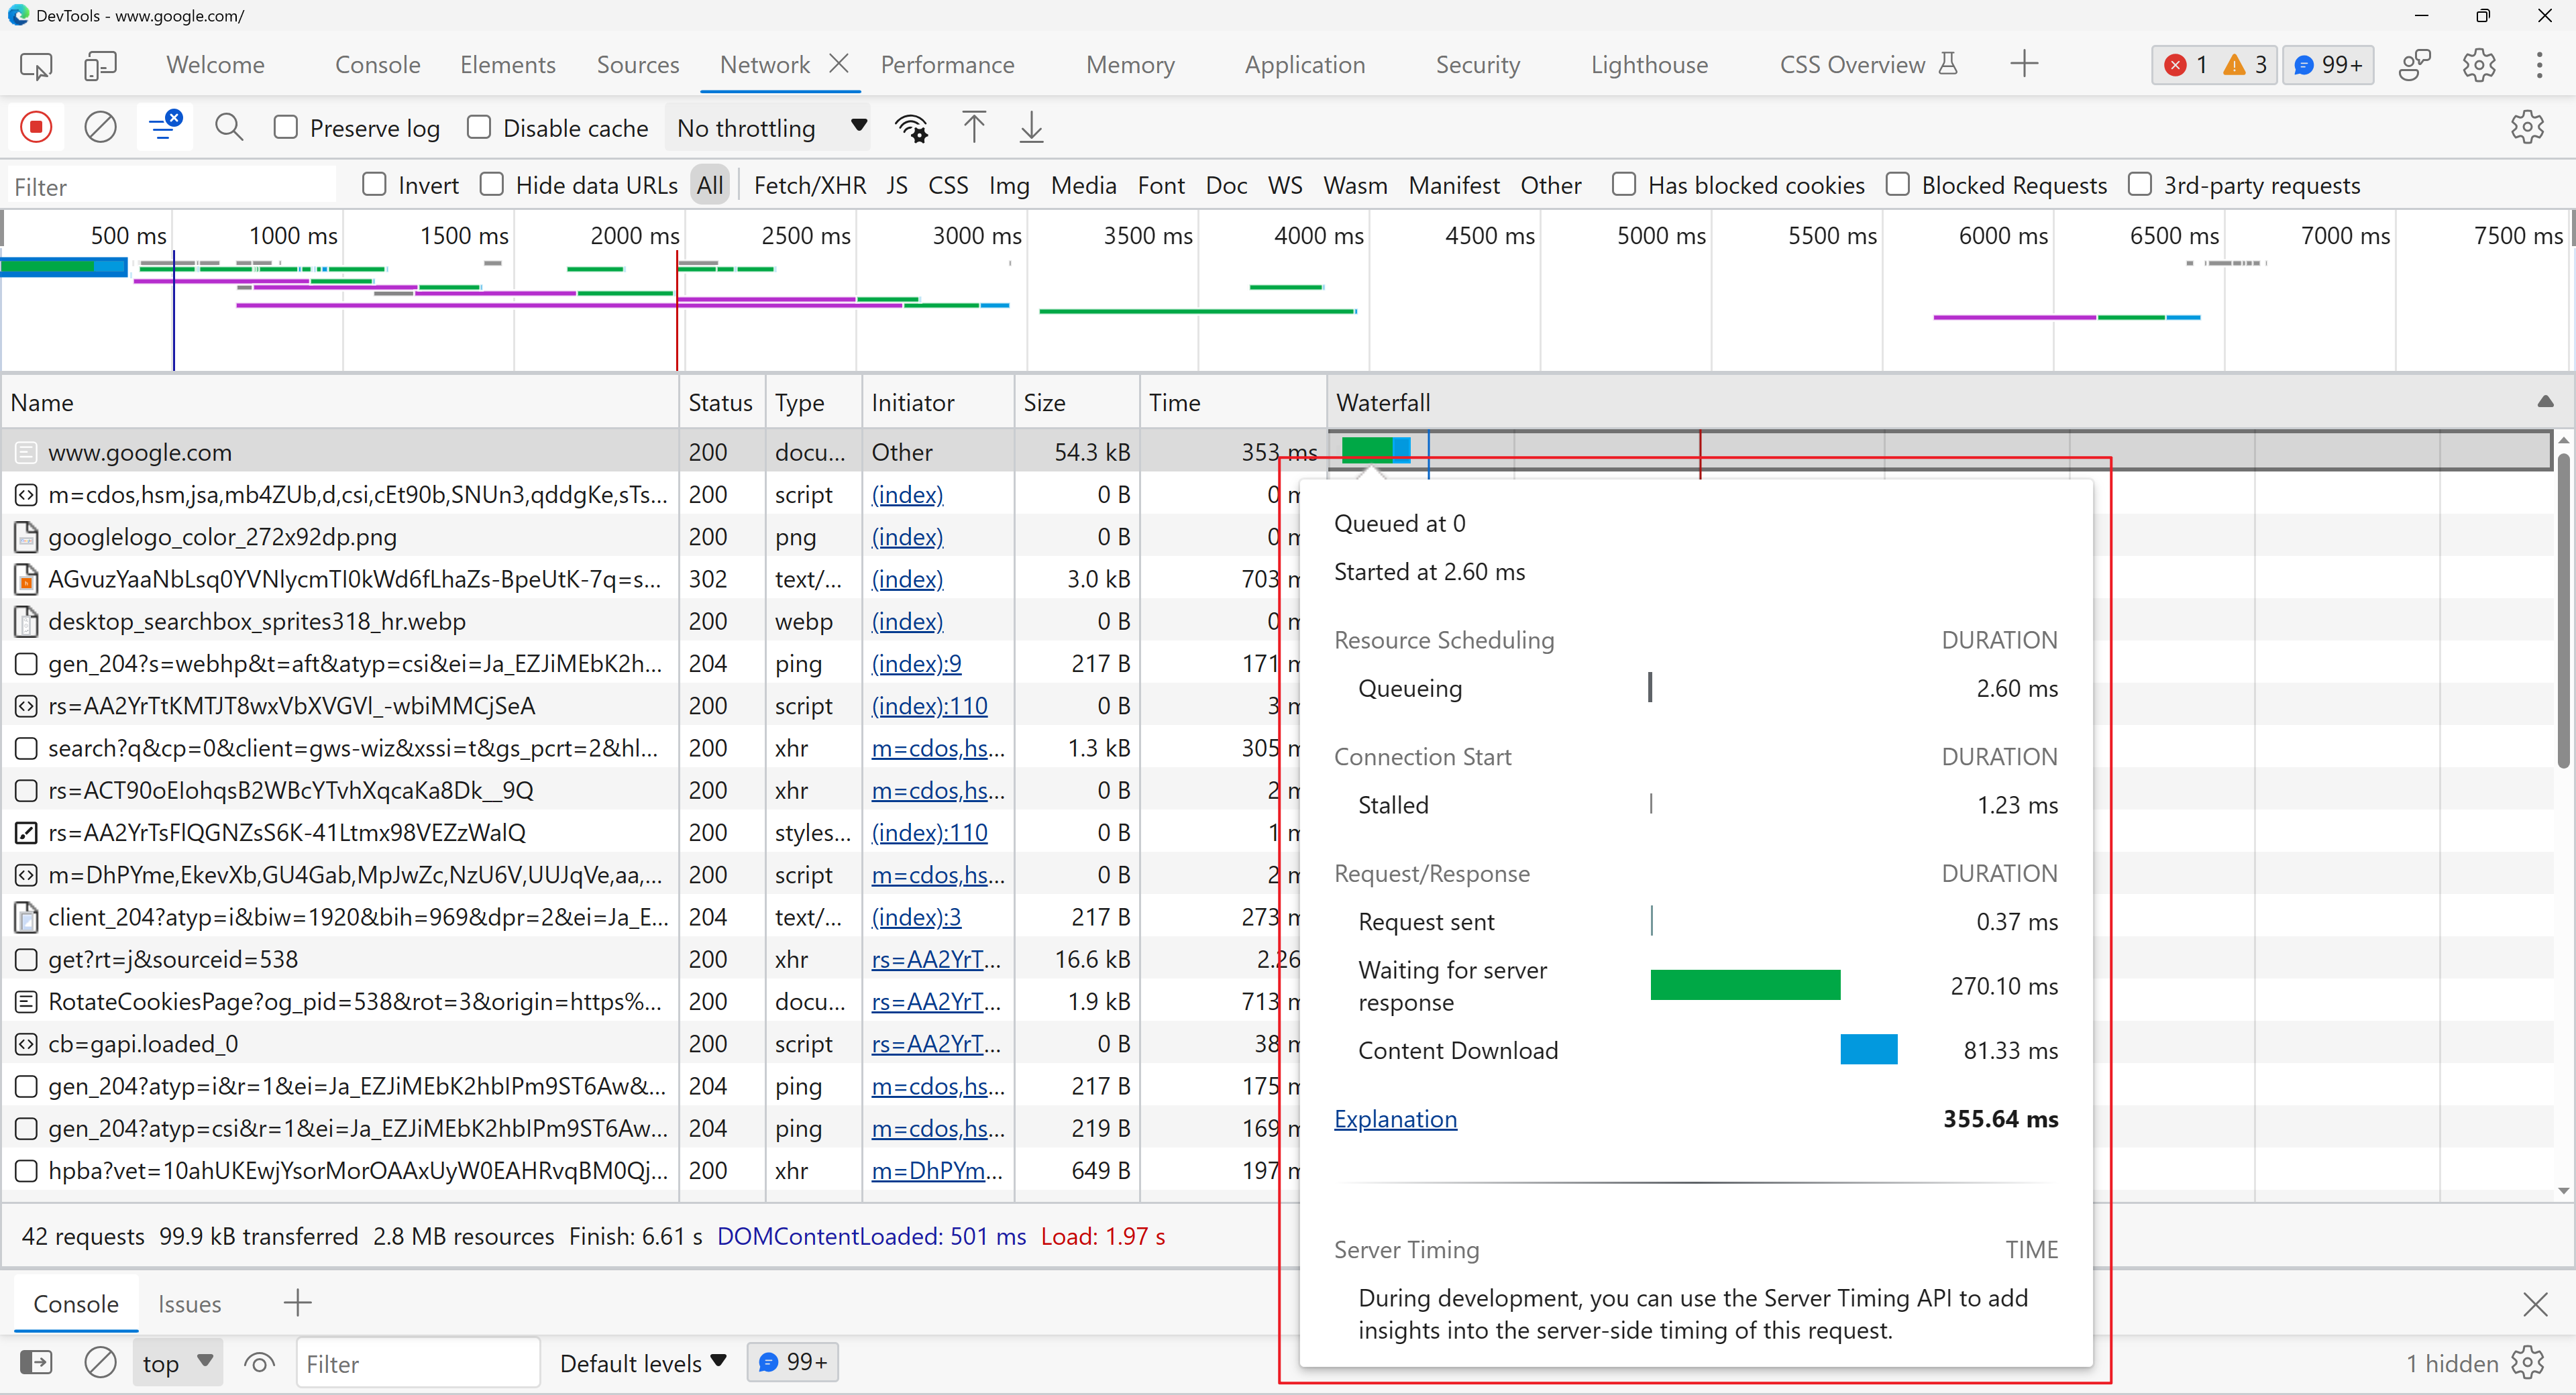 DevTools - www.google.com/
Welcome Console Elements Sources Network Performance Memory Application Security Lighthouse CSS Overview 1 3 99+
Preserve log Disable cache No throttling
Filter Invert Hide data URLs All Fetch/XHR JS CSS Img Media Font Doc WS Wasm Manifest Other Has blocked cookies Blocked Requests 3rd-party requests
500 ms 1000 ms 1500 ms 2000 ms 2500 ms 3000 ms 3500 ms 4000 ms 4500 ms 5000 ms 5500 ms 6000 ms 6500 ms 7000 ms 7500 ms
Name Status Type Initiator Size Time Waterfall
www.google.com 200 docu... Other 54.3 kB 353 ms
m=cdos,hsm,jsa,mb4ZUb,d,csi,cEt90b,SNUn3,qddgKe,sTs... 200 script (index) 0 B 0 m
googlelogo_color_272x92dp.png 200 png (index) 0 B 0 m
AGvuzYaaNbLsq0YVNlycmTI0kWd6fLhaZs-BpeUtK-7q=s... 302 text/... (index) 3.0 kB 703 m
desktop_searchbox_sprites318_hr.webp 200 webp (index) 0 B 0 m
gen_204?s=webhp&t=aft&atyp=csi&ei=Ja_EZJiMEbK2h... 204 ping (index):9 217 B 171 m
rs=AA2YrTtKMTJT8wxVbXVGVl_-wbiMMCjSeA 200 script (index):110 0 B 3 m
search?q&cp=0&client=gws-wiz&xssi=t&gs_pcrt=2&hl... 200 xhr m=cdos,hs... 1.3 kB 305 m
rs=ACT90oElohqsB2WBcYTvhXqcaKa8Dk__9Q 200 xhr m=cdos,hs... 0 B 2 m
rs=AA2YrTsFlQGNZsS6K-41Ltmx98VEZzWalQ 200 styles... (index):110 0 B 1 m
m=DhPYme,EkevXb,GU4Gab,MpJwZc,NzU6V,UUJqVe,aa,... 200 script m=cdos,hs... 0 B 2 m
client_204?atyp=i&biw=1920&bih=969&dpr=2&ei=Ja_E... 204 text/... (index):3 217 B 273 m
get?rt=j&sourceid=538 200 xhr rs=AA2YrT... 16.6 kB 2.26
RotateCookiesPage?og_pid=538&rot=3&origin=https%... 200 docu... rs=AA2YrT... 1.9 kB 713 m
cb=gapi.loaded_0 200 script rs=AA2YrT... 0 B 38 m
gen_204?atyp=i&r=1&ei=Ja_EZJiMEbK2hbIPm9ST6Aw&... 204 ping m=cdos,hs... 217 B 175 m
gen_204?atyp=csi&r=1&ei=Ja_EZJiMEbK2hbIPm9ST6Aw... 204 ping m=cdos,hs... 219 B 169 m
hpba?vet=10ahUKEwjYsorMorOAAxUyW0EAHRvqBM0Qj... 200 xhr m=DhPYm... 649 B 197 m
Queued at 0
Started at 2.60 ms
Resource Scheduling DURATION
Queueing 2.60 ms
Connection Start DURATION
Stalled 1.23 ms
Request/Response DURATION
Request sent 0.37 ms
Waiting for server
response 270.10 ms
Content Download 81.33 ms
Explanation 355.64 ms
Server Timing TIME
During development, you can use the Server Timing API to add
insights into the server-side timing of this request.
42 requests 99.9 kB transferred 2.8 MB resources Finish: 6.61 s DOMContentLoaded: 501 ms Load: 1.97 s
Console Issues
top Filter Default levels 99+ 1 hidden